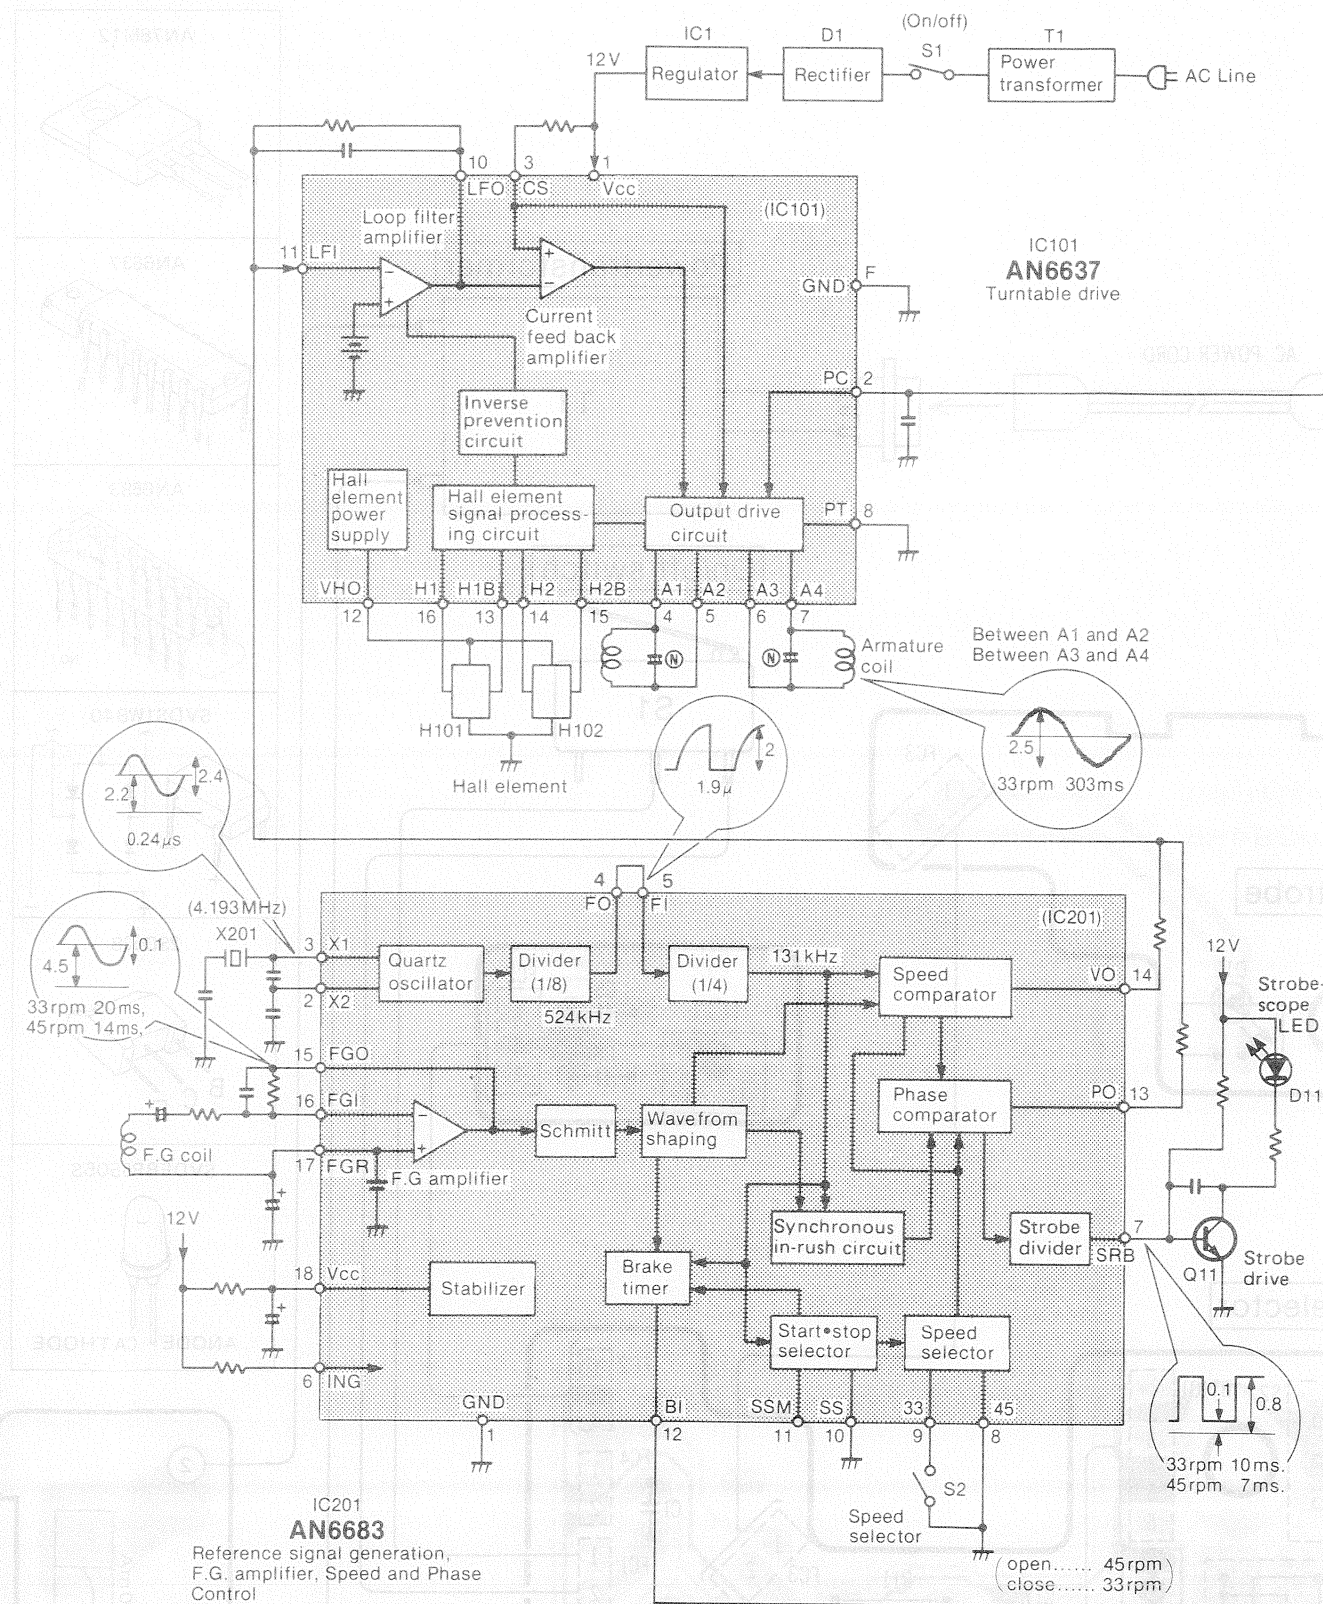 (On/off)
IC1
D1
S1
T1
12V
Regulator
Rectifier
Power
transformer
AC Line
10
3
1
LFO
CS
Vcc
(IC101)
Loop filter
amplifier
11
LFI
IC101
AN6637
Turntable drive
F
GND
Current
feed back
amplifier
AC POWER CORD
PC
2
Inverse
prevention
circuit
Hall
element
power
supply
Hall element
signal process-
ing circuit
Output drive
circuit
PT
8
VHO
H1
H1B
H2
H2B
A1
A2
A3
A4
12
16
13
14
15
4
5
6
7
N
N
Armature
coil
Between A1 and A2
Between A3 and A4
H101
H102
Hall element
2.5
33rpm 303ms
2
1.9μ
2.4
2.2
0.24μs
4
5
FO
FI
(IC201)
(4.193MHz)
X201
3
X1
2
X2
Quartz
oscillator
Divider
(1/8)
Divider
(1/4)
131kHz
524kHz
Speed
comparator
VO
14
12V
Strobe-
scope
LED
D11
0.1
4.5
33rpm 20ms,
45rpm 14ms,
15
FGO
16
FGI
17
FGR
F.G coil
F.G amplifier
Schmitt
Wavefrom
shaping
Phase
comparator
PO
13
Synchronous
in-rush circuit
Strobe
divider
7
SRB
Q11
Strobe
drive
12V
18
Vcc
Stabilizer
Brake
timer
Start•stop
selector
Speed
selector
6
ING
GND
1
BI
12
SSM
11
SS
10
33
9
45
8
S2
Speed
selector
0.1
0.8
33rpm 10ms.
45rpm 7ms.
(open...... 45rpm
close...... 33rpm)
IC201
AN6683
Reference signal generation,
F.G. amplifier, Speed and Phase
Control